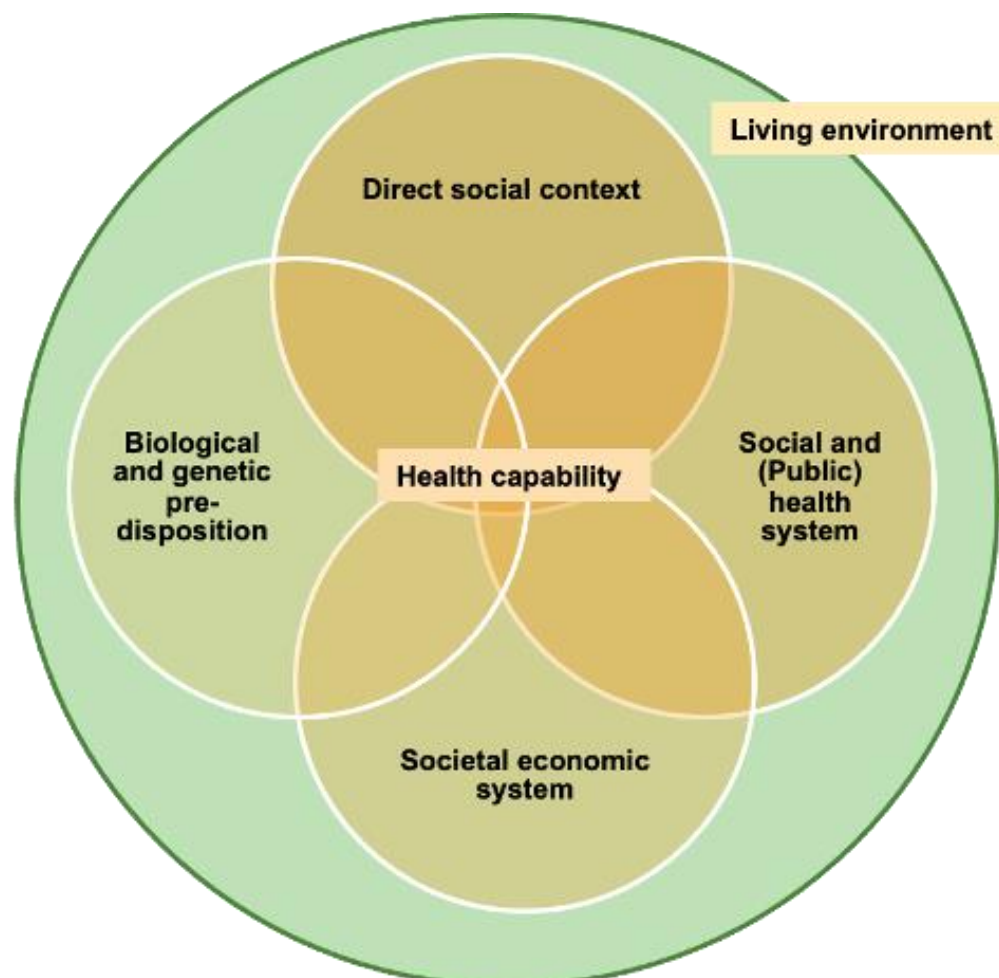 Living environment
Direct social context
Biological
and genetic
pre-
disposition
Health capability
Social and
(Public)
health
system
Societal economic
system